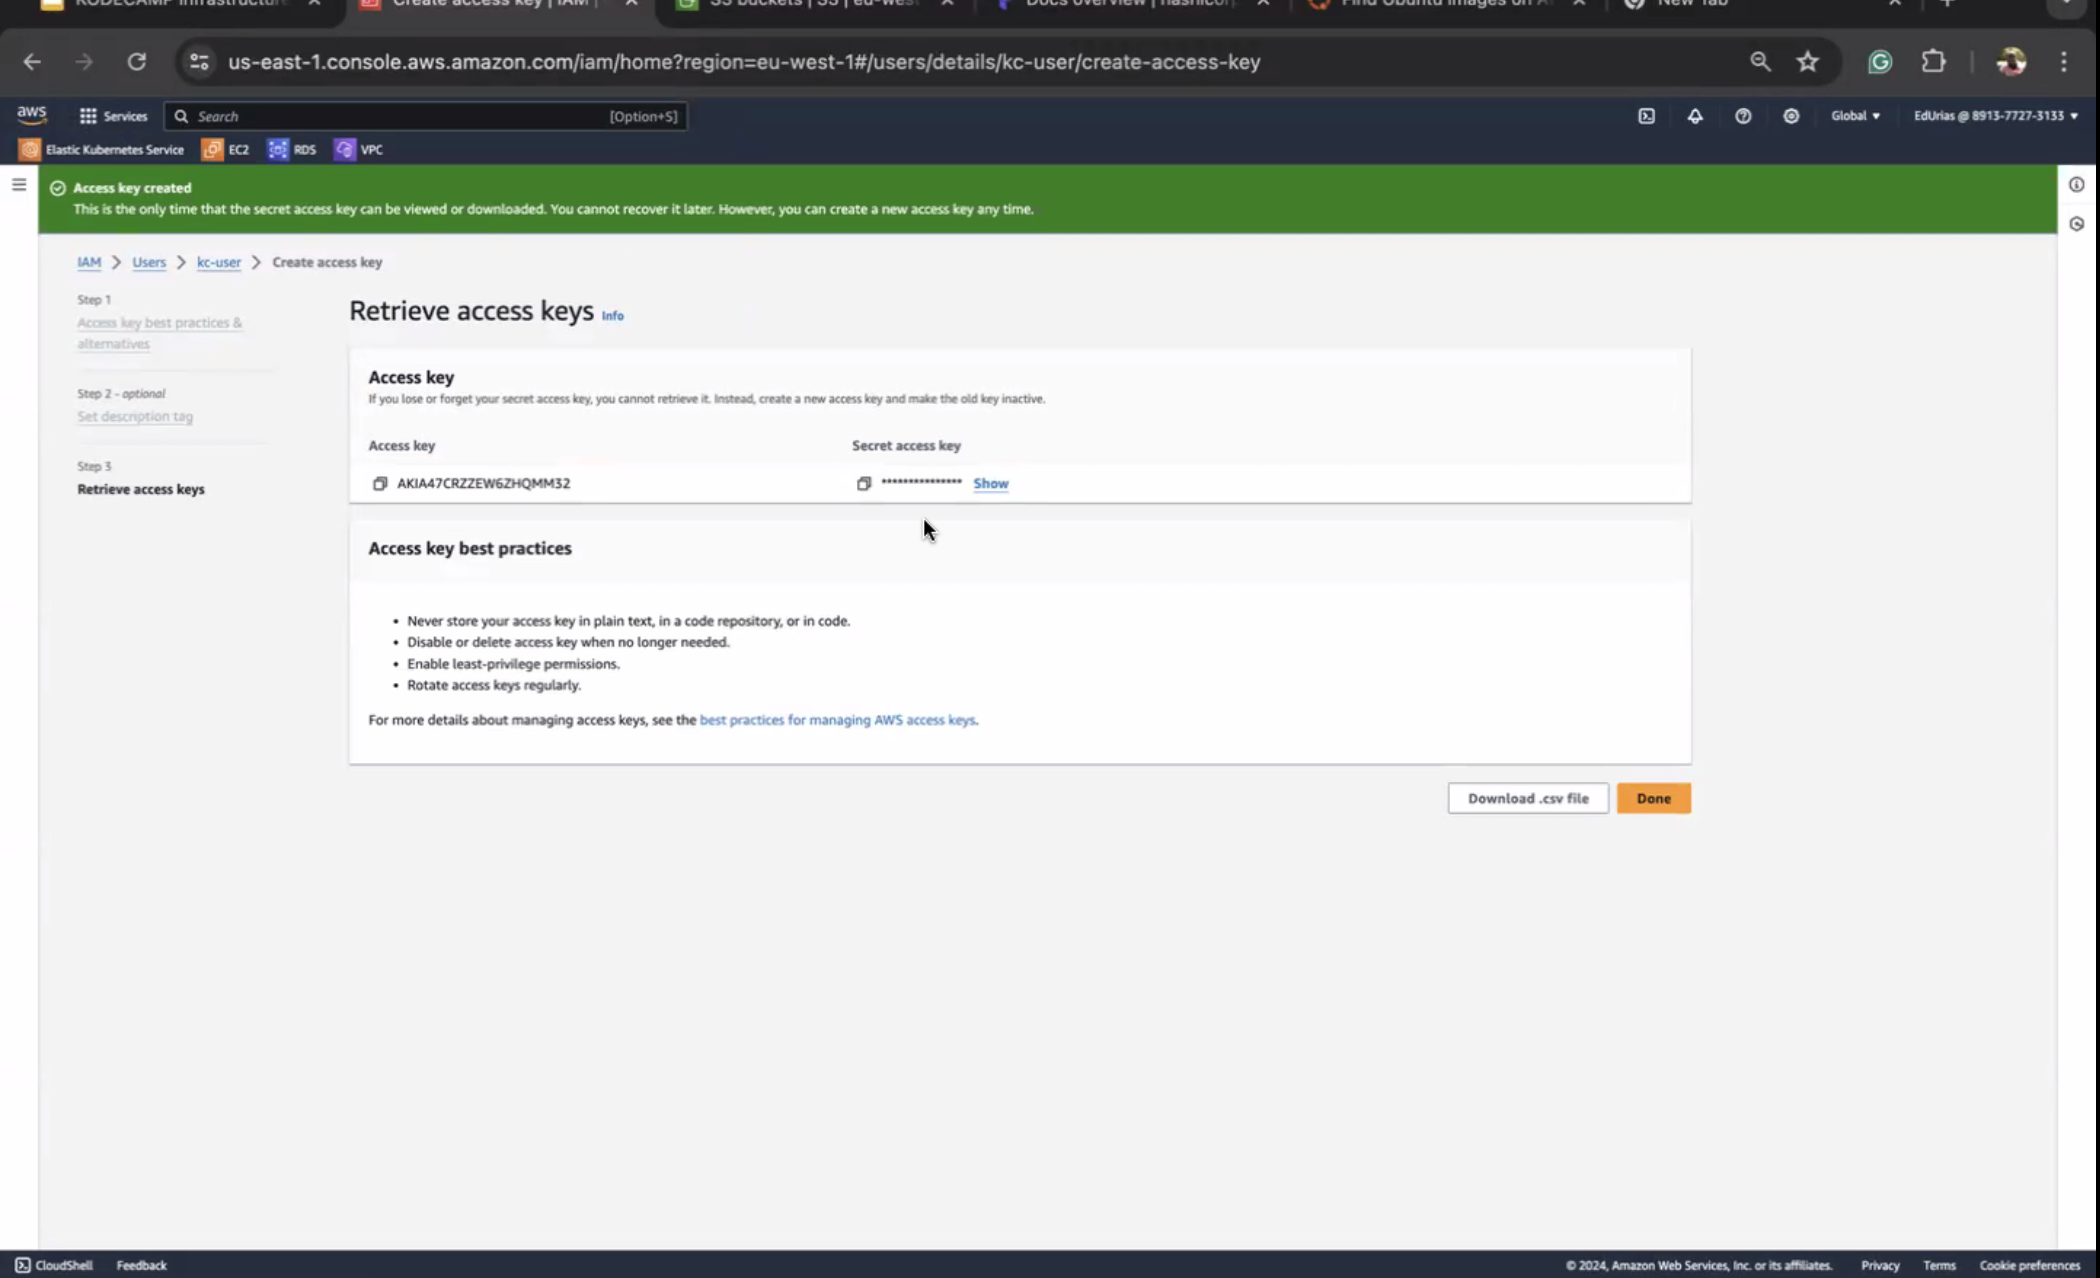 Create access key | IAM |
Docs overview | hashicorp
Find Ubuntu Images on A
New Tab
us-east-1.console.aws.amazon.com/iam/home?region=eu-west-1#/users/details/kc-user/create-access-key
aws Services Search [Option+S] Global EdUrias @ 8913-7727-3133
Elastic Kubernetes Service EC2 RDS VPC
Access key created
This is the only time that the secret access key can be viewed or downloaded. You cannot recover it later. However, you can create a new access key any time.
IAM > Users > kc-user > Create access key
Step 1
Access key best practices &
alternatives
Step 2 - optional
Set description tag
Step 3
Retrieve access keys
Retrieve access keys Info
Access key
If you lose or forget your secret access key, you cannot retrieve it. Instead, create a new access key and make the old key inactive.
Access key Secret access key
AKIA47CRZZEW6ZHQMM32 *************** Show
Access key best practices
• Never store your access key in plain text, in a code repository, or in code.
• Disable or delete access key when no longer needed.
• Enable least-privilege permissions.
• Rotate access keys regularly.
For more details about managing access keys, see the best practices for managing AWS access keys.
Download .csv file Done
CloudShell Feedback © 2024, Amazon Web Services, Inc. or its affiliates. Privacy Terms Cookie preferences